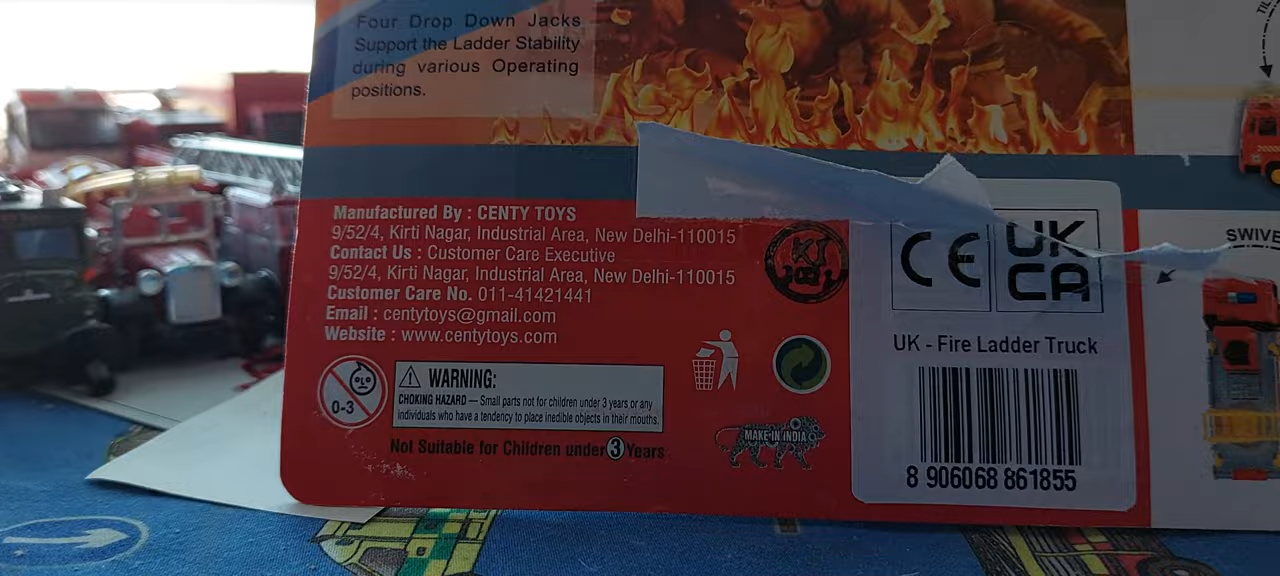 Four Drop Down Jacks
Support the Ladder Stability
during various Operating
positions.
Manufactured By : CENTY TOYS
9/52/4, Kirti Nagar, Industrial Area, New Delhi-110015
Contact Us : Customer Care Executive
9/52/4, Kirti Nagar, Industrial Area, New Delhi-110015
Customer Care No. 011-41421441
Email : centytoys@gmail.com
Website : www.centytoys.com
0-3
WARNING:
CHOKING HAZARD — Small parts not for children under 3 years or any
individuals who have a tendency to place inedible objects in their mouths.
Not Suitable for Children under 3 Years
MAKE IN INDIA
CE
UK
CA
UK - Fire Ladder Truck
8 906068 861855
SWIVE